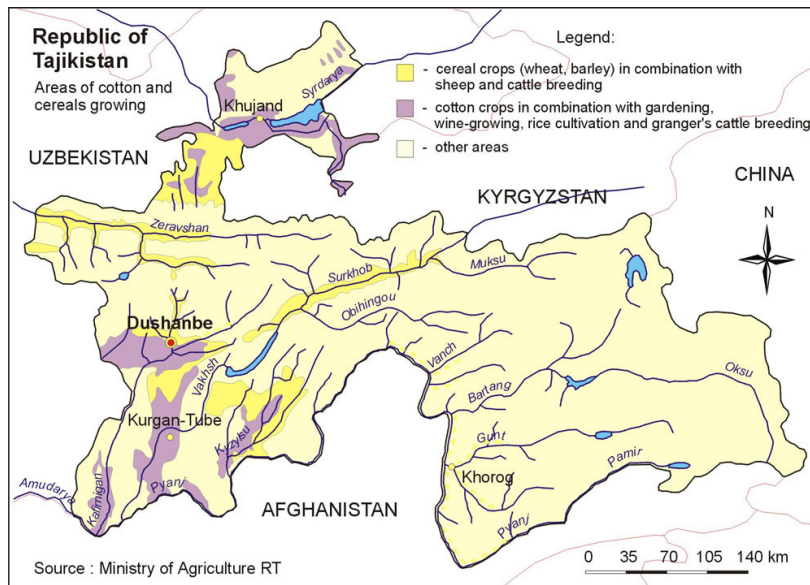 Republic of
Tajikistan
Areas of cotton and
cereals growing
Legend:
- cereal crops (wheat, barley) in combination with
sheep and cattle breeding
- cotton crops in combination with gardening,
wine-growing, rice cultivation and granger's cattle breeding
- other areas
Syrdarya
Khujand
UZBEKISTAN
KYRGYZSTAN
CHINA
N
Zeravshan
Surkhob
Muksu
Obihingou
Dushanbe
Vanch
Vakhsh
Bartang
Oksu
Kurgan-Tube
Kyzylsu
Gunt
Khorog
Pamir
Amudarya
Kafirnigan
Pyanj
AFGHANISTAN
Pyanj
Source : Ministry of Agriculture RT
0 35 70 105 140 km